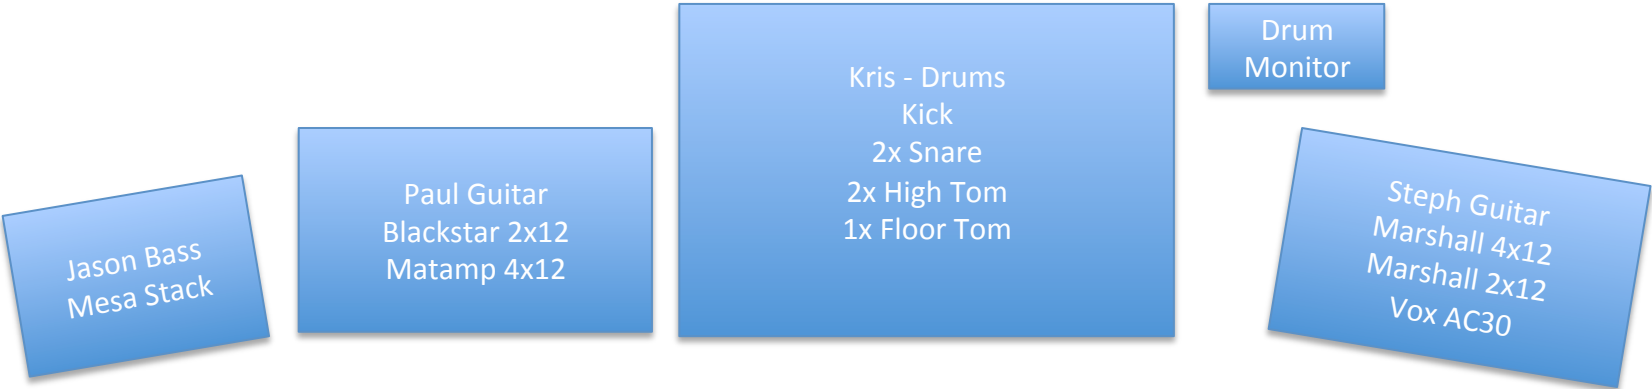 Jason Bass
Mesa Stack
Paul Guitar
Blackstar 2x12
Matamp 4x12
Kris - Drums
Kick
2x Snare
2x High Tom
1x Floor Tom
Drum
Monitor
Steph Guitar
Marshall 4x12
Marshall 2x12
Vox AC30